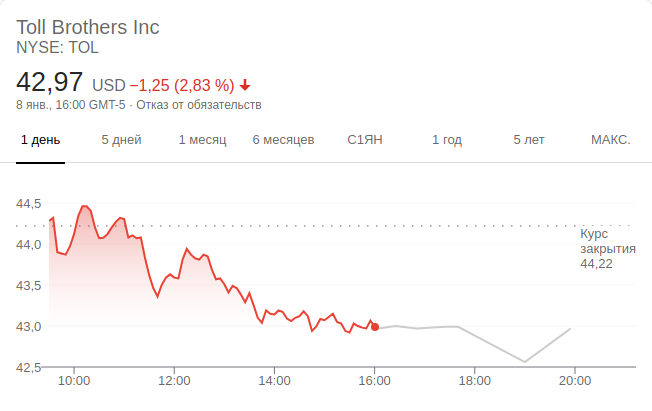 Toll Brothers Inc
NYSE: TOL
42,97 USD −1,25 (2,83 %)
8 янв., 16:00 GMT-5 · Отказ от обязательств
1 день 5 дней 1 месяц 6 месяцев С1ЯН 1 год 5 лет МАКС.
44,5
Курс
закрытия
44,22
44,0
43,5
43,0
42,5
10:00 12:00 14:00 16:00 18:00 20:00